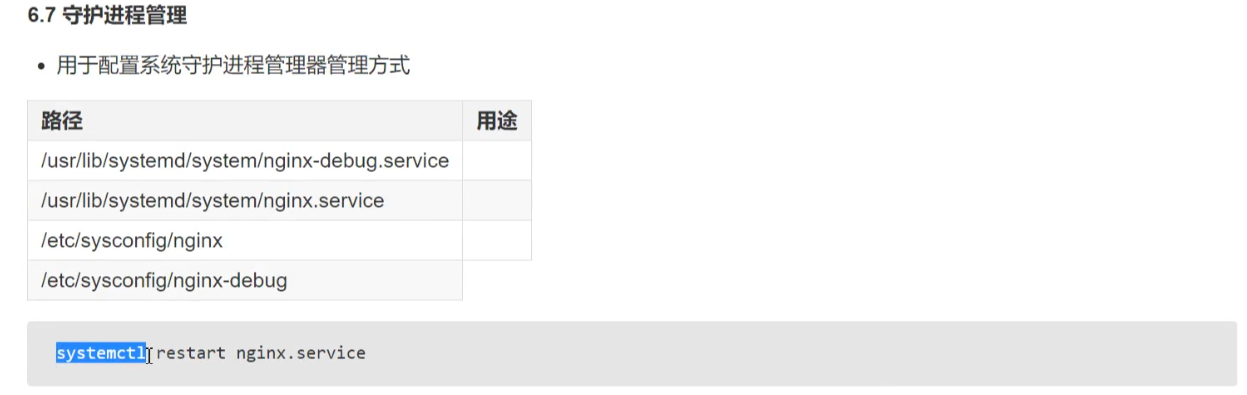 6.7 守护进程管理
用于配置系统守护进程管理器管理方式
路径 用途
/usr/lib/systemd/system/nginx-debug.service
/usr/lib/systemd/system/nginx.service
/etc/sysconfig/nginx
/etc/sysconfig/nginx-debug
systemctl restart nginx.service